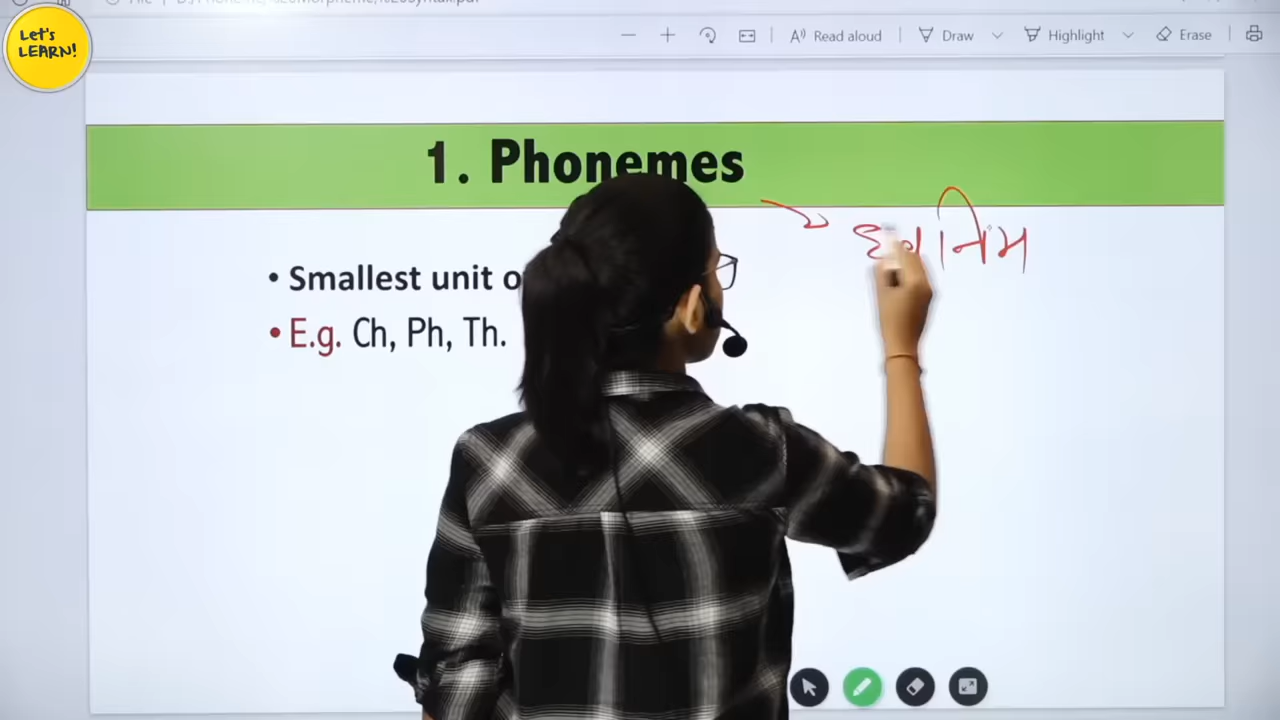 Let's
LEARN!
Read aloud
Draw
Highlight
Erase
1. Phonemes
• Smallest unit o
• E.g. Ch, Ph, Th.